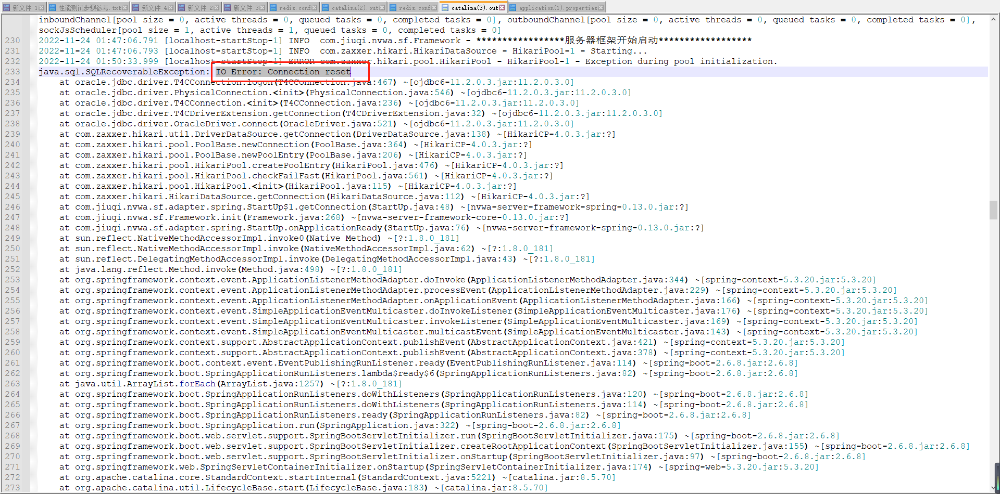 新文件 1 性能测试步骤参考.txt 新文件 4 新文件 2 新文件 3 redis.conf catalina(2).out redis.conf catalina(3).out application(1).properties
inboundChannel[pool size = 0, active threads = 0, queued tasks = 0, completed tasks = 0], outboundChannel[pool size = 0, active threads = 0, queued tasks = 0, completed tasks = 0],
sockJsScheduler[pool size = 1, active threads = 1, queued tasks = 0, completed tasks = 0]
230 2022-11-24 01:47:06.791 [localhost-startStop-1] INFO  com.jiuqi.nvwa.sf.Framework - *****************服务器框架开始启动******************
231 2022-11-24 01:47:06.793 [localhost-startStop-1] INFO  com.zaxxer.hikari.HikariDataSource - HikariPool-1 - Starting...
232 2022-11-24 01:50:33.999 [localhost-startStop-1] ERROR com.zaxxer.hikari.pool.HikariPool - HikariPool-1 - Exception during pool initialization.
233 java.sql.SQLRecoverableException: IO Error: Connection reset
234 at oracle.jdbc.driver.T4CConnection.logon(T4CConnection.java:467) ~[ojdbc6-11.2.0.3.jar:11.2.0.3.0]
235 at oracle.jdbc.driver.PhysicalConnection.<init>(PhysicalConnection.java:546) ~[ojdbc6-11.2.0.3.jar:11.2.0.3.0]
236 at oracle.jdbc.driver.T4CConnection.<init>(T4CConnection.java:236) ~[ojdbc6-11.2.0.3.jar:11.2.0.3.0]
237 at oracle.jdbc.driver.T4CDriverExtension.getConnection(T4CDriverExtension.java:32) ~[ojdbc6-11.2.0.3.jar:11.2.0.3.0]
238 at oracle.jdbc.driver.OracleDriver.connect(OracleDriver.java:521) ~[ojdbc6-11.2.0.3.jar:11.2.0.3.0]
239 at com.zaxxer.hikari.util.DriverDataSource.getConnection(DriverDataSource.java:138) ~[HikariCP-4.0.3.jar:?]
240 at com.zaxxer.hikari.pool.PoolBase.newConnection(PoolBase.java:364) ~[HikariCP-4.0.3.jar:?]
241 at com.zaxxer.hikari.pool.PoolBase.newPoolEntry(PoolBase.java:206) ~[HikariCP-4.0.3.jar:?]
242 at com.zaxxer.hikari.pool.HikariPool.createPoolEntry(HikariPool.java:476) ~[HikariCP-4.0.3.jar:?]
243 at com.zaxxer.hikari.pool.HikariPool.checkFailFast(HikariPool.java:561) ~[HikariCP-4.0.3.jar:?]
244 at com.zaxxer.hikari.pool.HikariPool.<init>(HikariPool.java:115) ~[HikariCP-4.0.3.jar:?]
245 at com.zaxxer.hikari.HikariDataSource.getConnection(HikariDataSource.java:112) ~[HikariCP-4.0.3.jar:?]
246 at com.jiuqi.nvwa.sf.adapter.spring.StartUp$1.getConnection(StartUp.java:48) ~[nvwa-server-framework-spring-0.13.0.jar:?]
247 at com.jiuqi.nvwa.sf.Framework.init(Framework.java:268) ~[nvwa-server-framework-core-0.13.0.jar:?]
248 at com.jiuqi.nvwa.sf.adapter.spring.StartUp.onApplicationReady(StartUp.java:76) ~[nvwa-server-framework-spring-0.13.0.jar:?]
249 at sun.reflect.NativeMethodAccessorImpl.invoke0(Native Method) ~[?:1.8.0_181]
250 at sun.reflect.NativeMethodAccessorImpl.invoke(NativeMethodAccessorImpl.java:62) ~[?:1.8.0_181]
251 at sun.reflect.DelegatingMethodAccessorImpl.invoke(DelegatingMethodAccessorImpl.java:43) ~[?:1.8.0_181]
252 at java.lang.reflect.Method.invoke(Method.java:498) ~[?:1.8.0_181]
253 at org.springframework.context.event.ApplicationListenerMethodAdapter.doInvoke(ApplicationListenerMethodAdapter.java:344) ~[spring-context-5.3.20.jar:5.3.20]
254 at org.springframework.context.event.ApplicationListenerMethodAdapter.processEvent(ApplicationListenerMethodAdapter.java:229) ~[spring-context-5.3.20.jar:5.3.20]
255 at org.springframework.context.event.ApplicationListenerMethodAdapter.onApplicationEvent(ApplicationListenerMethodAdapter.java:166) ~[spring-context-5.3.20.jar:5.3.20]
256 at org.springframework.context.event.SimpleApplicationEventMulticaster.doInvokeListener(SimpleApplicationEventMulticaster.java:176) ~[spring-context-5.3.20.jar:5.3.20]
257 at org.springframework.context.event.SimpleApplicationEventMulticaster.invokeListener(SimpleApplicationEventMulticaster.java:169) ~[spring-context-5.3.20.jar:5.3.20]
258 at org.springframework.context.event.SimpleApplicationEventMulticaster.multicastEvent(SimpleApplicationEventMulticaster.java:143) ~[spring-context-5.3.20.jar:5.3.20]
259 at org.springframework.context.support.AbstractApplicationContext.publishEvent(AbstractApplicationContext.java:421) ~[spring-context-5.3.20.jar:5.3.20]
260 at org.springframework.context.support.AbstractApplicationContext.publishEvent(AbstractApplicationContext.java:378) ~[spring-context-5.3.20.jar:5.3.20]
261 at org.springframework.boot.context.event.EventPublishingRunListener.ready(EventPublishingRunListener.java:114) ~[spring-boot-2.6.8.jar:2.6.8]
262 at org.springframework.boot.SpringApplicationRunListeners.lambda$ready$6(SpringApplicationRunListeners.java:82) ~[spring-boot-2.6.8.jar:2.6.8]
263 at java.util.ArrayList.forEach(ArrayList.java:1257) ~[?:1.8.0_181]
264 at org.springframework.boot.SpringApplicationRunListeners.doWithListeners(SpringApplicationRunListeners.java:120) ~[spring-boot-2.6.8.jar:2.6.8]
265 at org.springframework.boot.SpringApplicationRunListeners.doWithListeners(SpringApplicationRunListeners.java:114) ~[spring-boot-2.6.8.jar:2.6.8]
266 at org.springframework.boot.SpringApplicationRunListeners.ready(SpringApplicationRunListeners.java:82) ~[spring-boot-2.6.8.jar:2.6.8]
267 at org.springframework.boot.SpringApplication.run(SpringApplication.java:322) ~[spring-boot-2.6.8.jar:2.6.8]
268 at org.springframework.boot.web.servlet.support.SpringBootServletInitializer.run(SpringBootServletInitializer.java:175) ~[spring-boot-2.6.8.jar:2.6.8]
269 at org.springframework.boot.web.servlet.support.SpringBootServletInitializer.createRootApplicationContext(SpringBootServletInitializer.java:155) ~[spring-boot-2.6.8.jar:2.6.8]
270 at org.springframework.boot.web.servlet.support.SpringBootServletInitializer.onStartup(SpringBootServletInitializer.java:97) ~[spring-boot-2.6.8.jar:2.6.8]
271 at org.springframework.web.SpringServletContainerInitializer.onStartup(SpringServletContainerInitializer.java:174) ~[spring-web-5.3.20.jar:5.3.20]
272 at org.apache.catalina.core.StandardContext.startInternal(StandardContext.java:5221) ~[catalina.jar:8.5.70]
273 at org.apache.catalina.util.LifecycleBase.start(LifecycleBase.java:183) ~[catalina.jar:8.5.70]